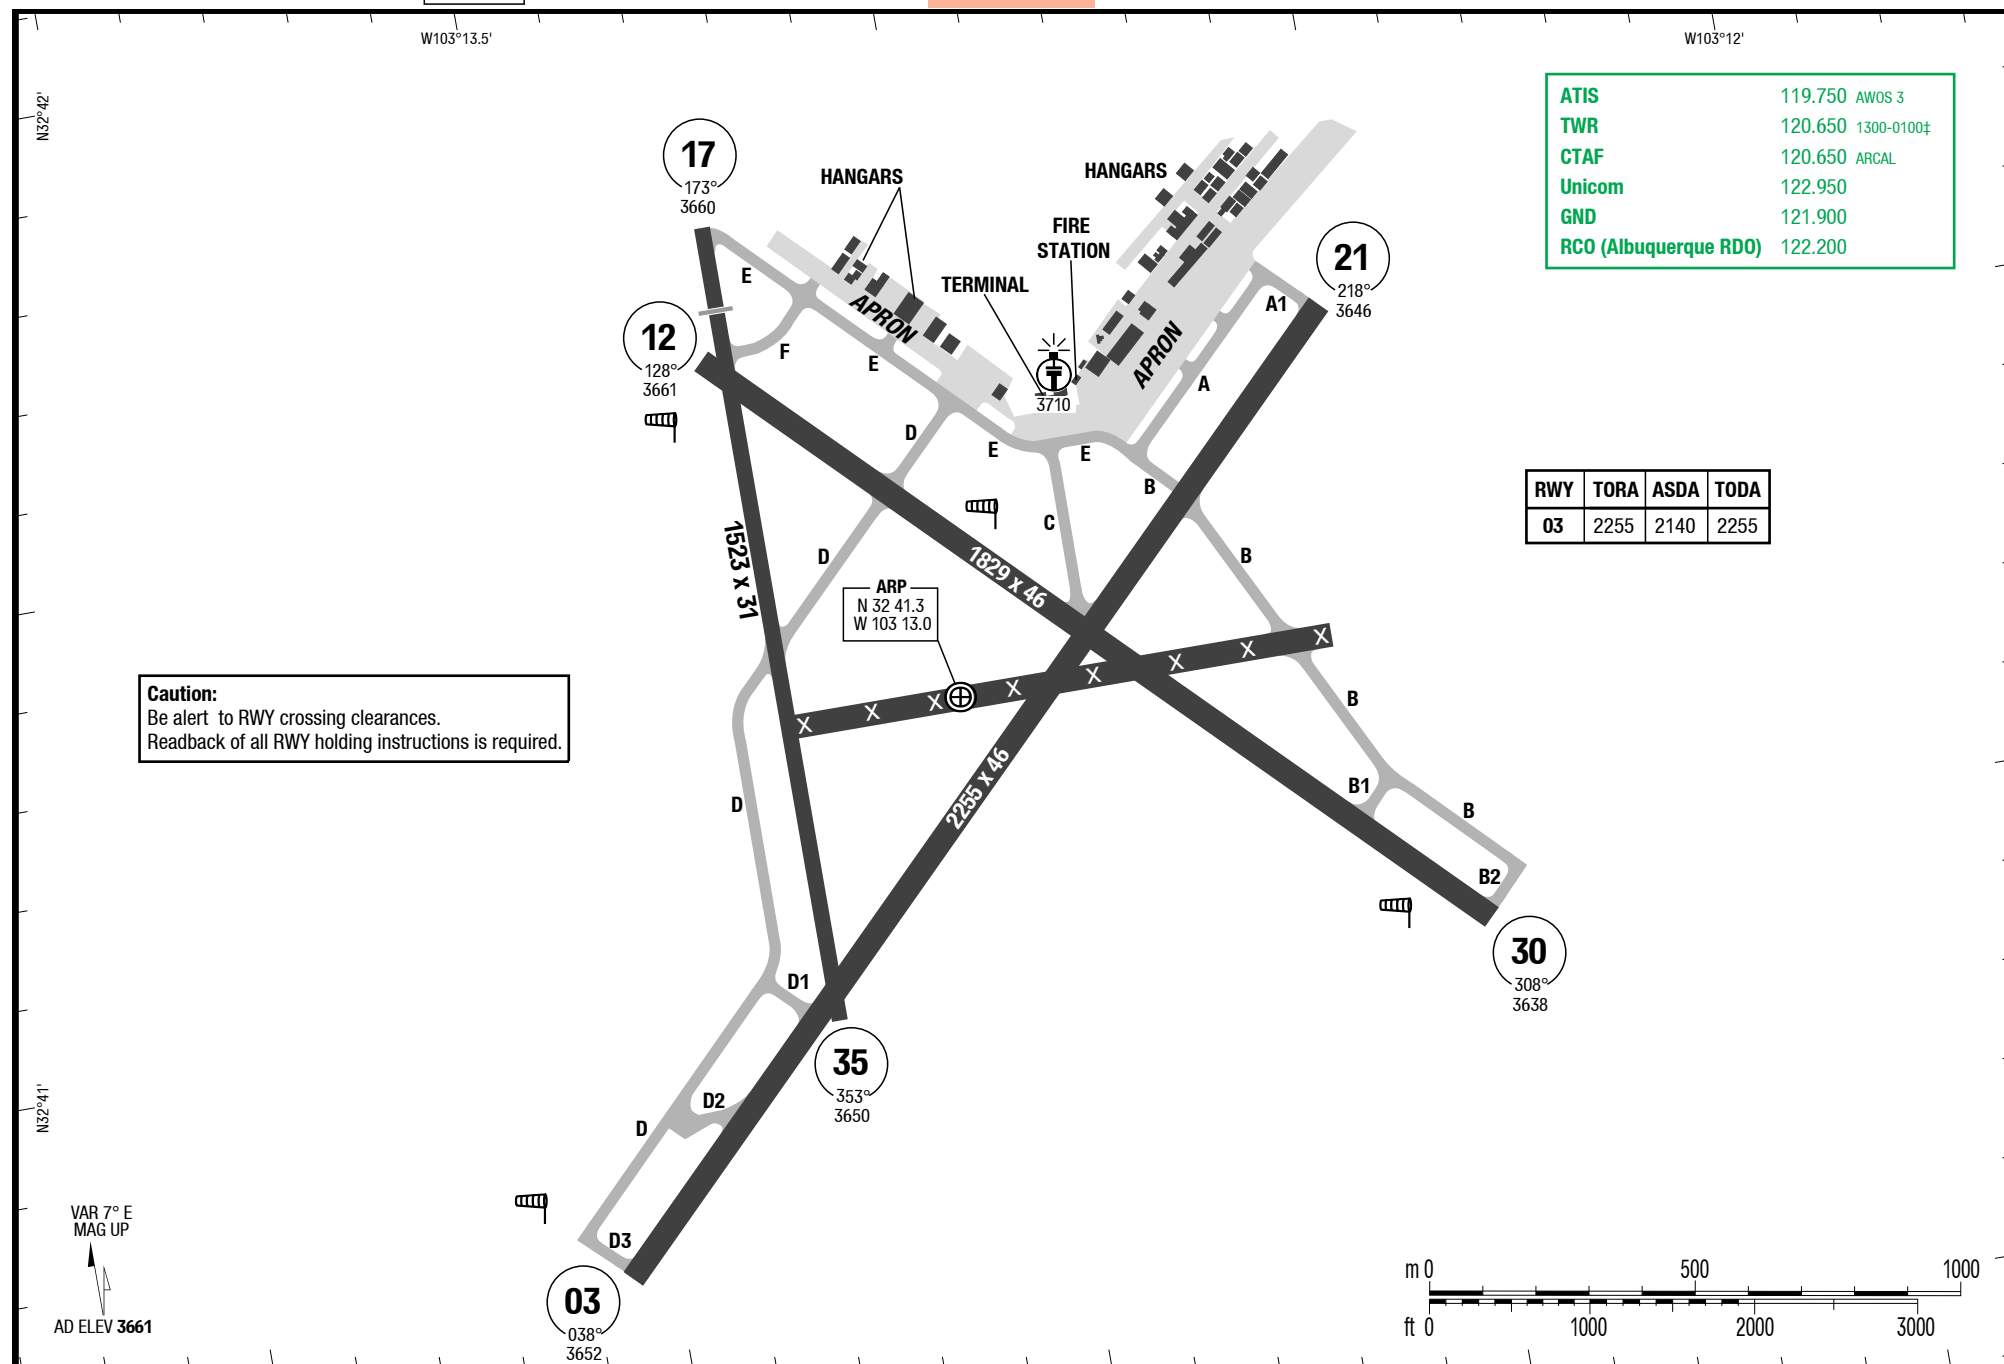 W103°13.5'
W103°12'
N32°42'
N32°41'
ATIS 119.750 AWOS 3
TWR 120.650 1300-0100‡
CTAF 120.650 ARCAL
Unicom 122.950
GND 121.900
RCO (Albuquerque RDO) 122.200
17
173°
3660
HANGARS
HANGARS
FIRE
STATION
TERMINAL
21
218°
3646
12
128°
3661
E
F
E
APRON
APRON
A1
A
3710
D
E
E
B
C
D
B
RWY TORA ASDA TODA
03 2255 2140 2255
1523 x 31
1829 x 46
ARP
N 32 41.3
W 103 13.0
X X X X X X X X
Caution:
Be alert to RWY crossing clearances.
Readback of all RWY holding instructions is required.
2255 x 46
B
B1
B
D
B2
30
308°
3638
D1
35
353°
3650
D2
D
D3
03
038°
3652
VAR 7° E
MAG UP
AD ELEV 3661
m 0 500 1000
ft 0 1000 2000 3000